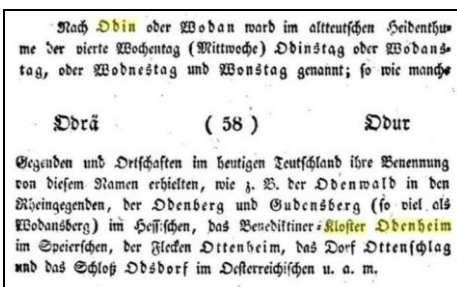 Nach Odin oder Wodan ward im altteutschen Heidenthu⸗
me der vierte Wochentag (Mittwoche) Odinstag oder Wodans⸗
tag, oder Wodnestag und Wonstag genannt; so wie manche
Odrä ( 58 ) Odur
Gegenden und Ortschaften im heutigen Teutschland ihre Benennung
von diesem Namen erhielten, wie z. B. der Odenwald in den
Rheingegenden, der Odenberg und Gudensberg (so viel als
Wodansberg) im Hessischen, das Benediktiner⸗Kloster Odenheim
im Speierschen, der Flecken Ottenheim, das Dorf Ottenschlag
und das Schloß Odsdorf im Oesterreichischen u. a. m.